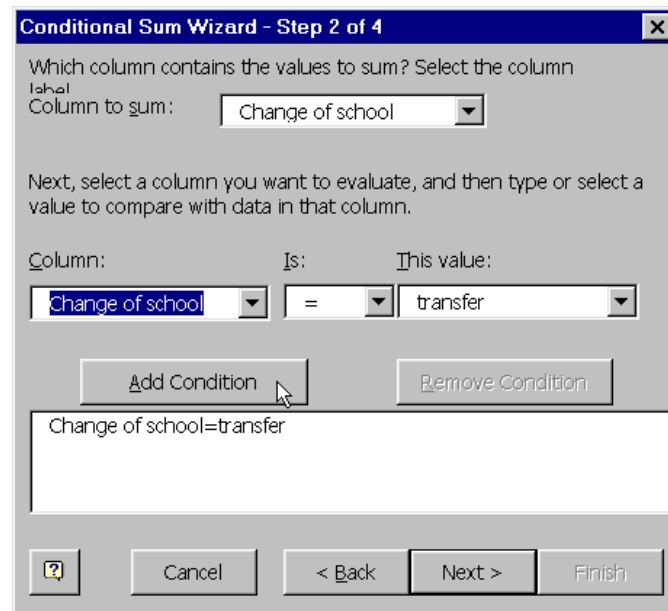 Conditional Sum Wizard - Step 2 of 4
Which column contains the values to sum? Select the column
label
Column to sum: Change of school
Next, select a column you want to evaluate, and then type or select a
value to compare with data in that column.
Column: Is: This value:
Change of school = transfer
Add Condition Remove Condition
Change of school=transfer
? Cancel < Back Next > Finish